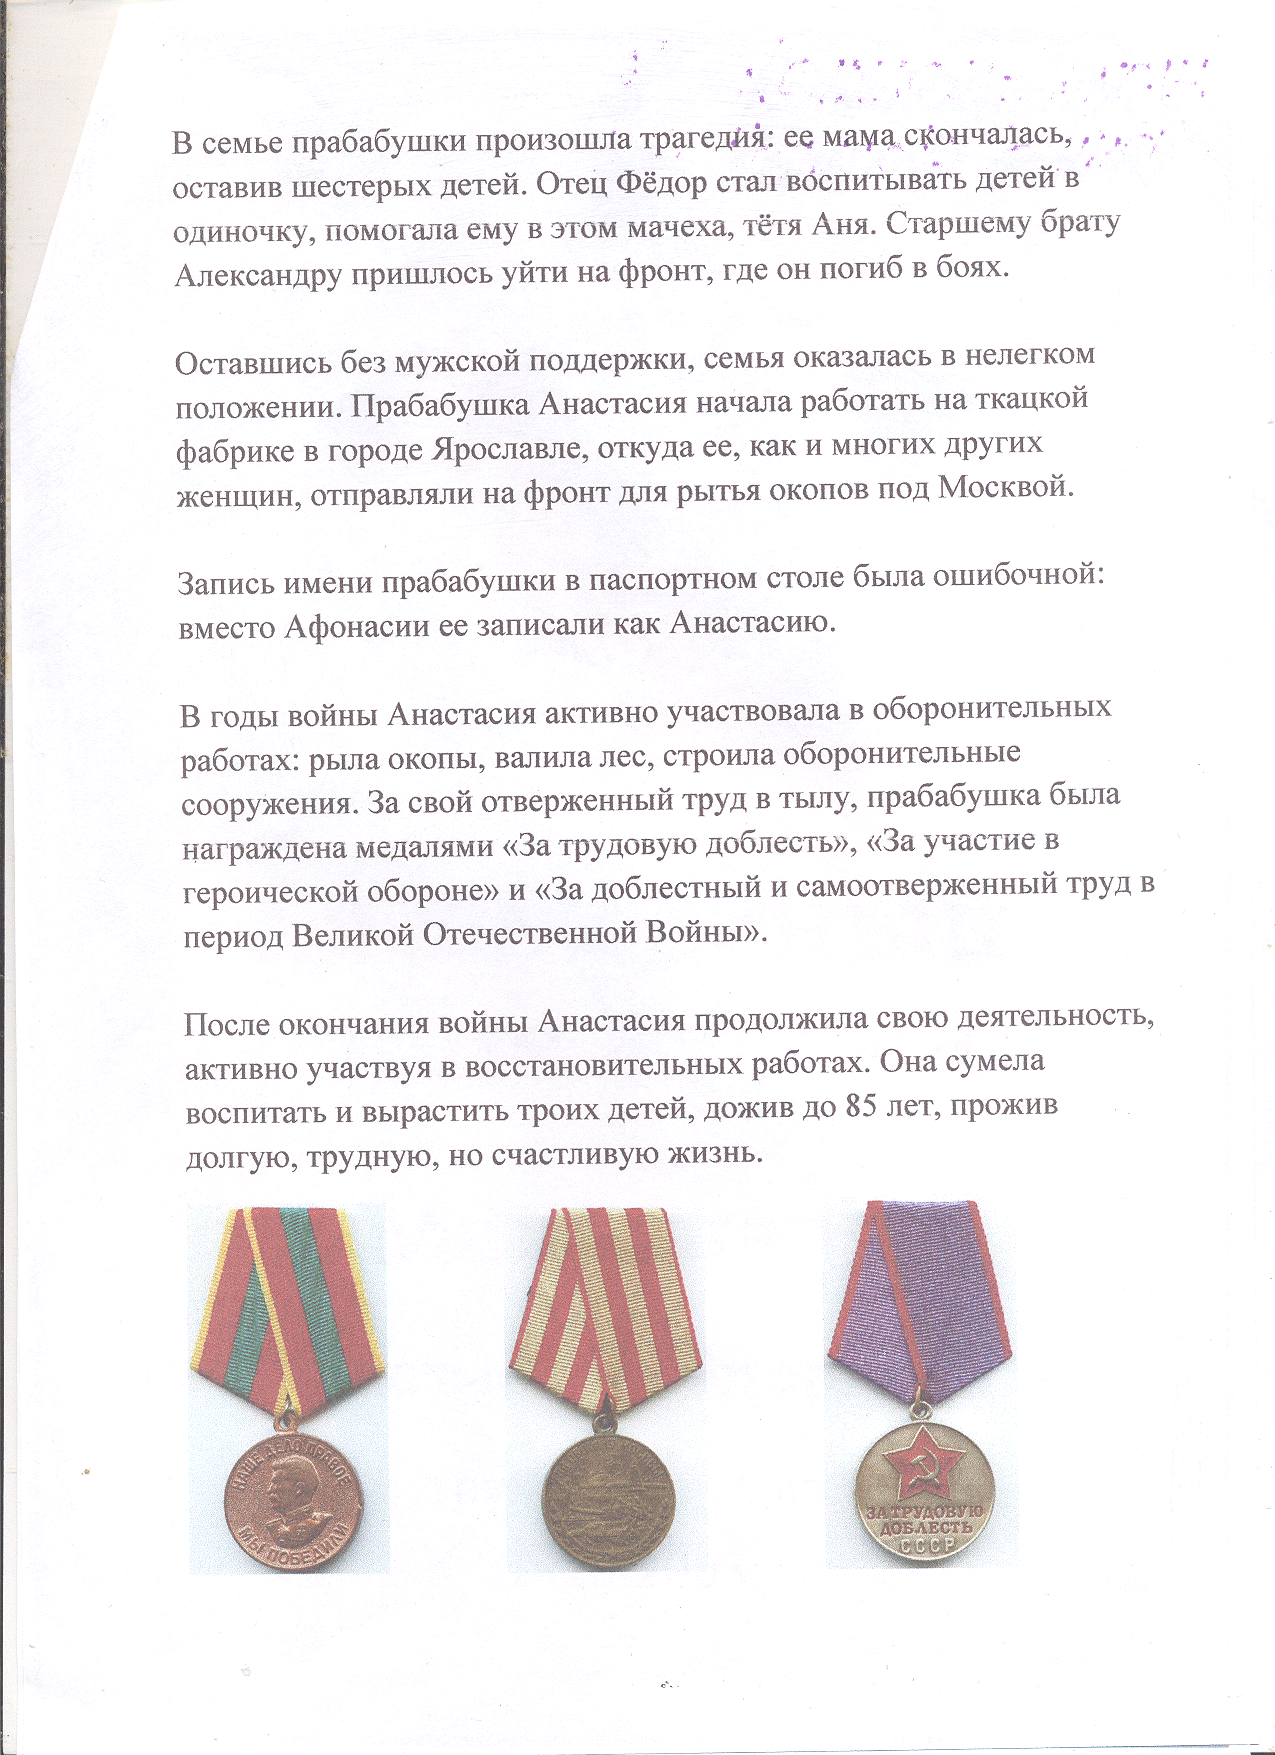 В семье прабабушки произошла трагедия: ее мама скончалась,
оставив шестерых детей. Отец Фёдор стал воспитывать детей в
одиночку, помогала ему в этом мачеха, тётя Аня. Старшему брату
Александру пришлось уйти на фронт, где он погиб в боях.
Оставшись без мужской поддержки, семья оказалась в нелегком
положении. Прабабушка Анастасия начала работать на ткацкой
фабрике в городе Ярославле, откуда ее, как и многих других
женщин, отправляли на фронт для рытья окопов под Москвой.
Запись имени прабабушки в паспортном столе была ошибочной:
вместо Афонасии ее записали как Анастасию.
В годы войны Анастасия активно участвовала в оборонительных
работах: рыла окопы, валила лес, строила оборонительные
сооружения. За свой отверженный труд в тылу, прабабушка была
награждена медалями «За трудовую доблесть», «За участие в
героической обороне» и «За доблестный и самоотверженный труд в
период Великой Отечественной Войны».
После окончания войны Анастасия продолжила свою деятельность,
активно участвуя в восстановительных работах. Она сумела
воспитать и вырастить троих детей, дожив до 85 лет, прожив
долгую, трудную, но счастливую жизнь.
НАШЕ ДЕЛО ПРАВОЕ
МЫ ПОБЕДИЛИ
ЗА ТРУДОВУЮ
ДОБЛЕСТЬ
СССР